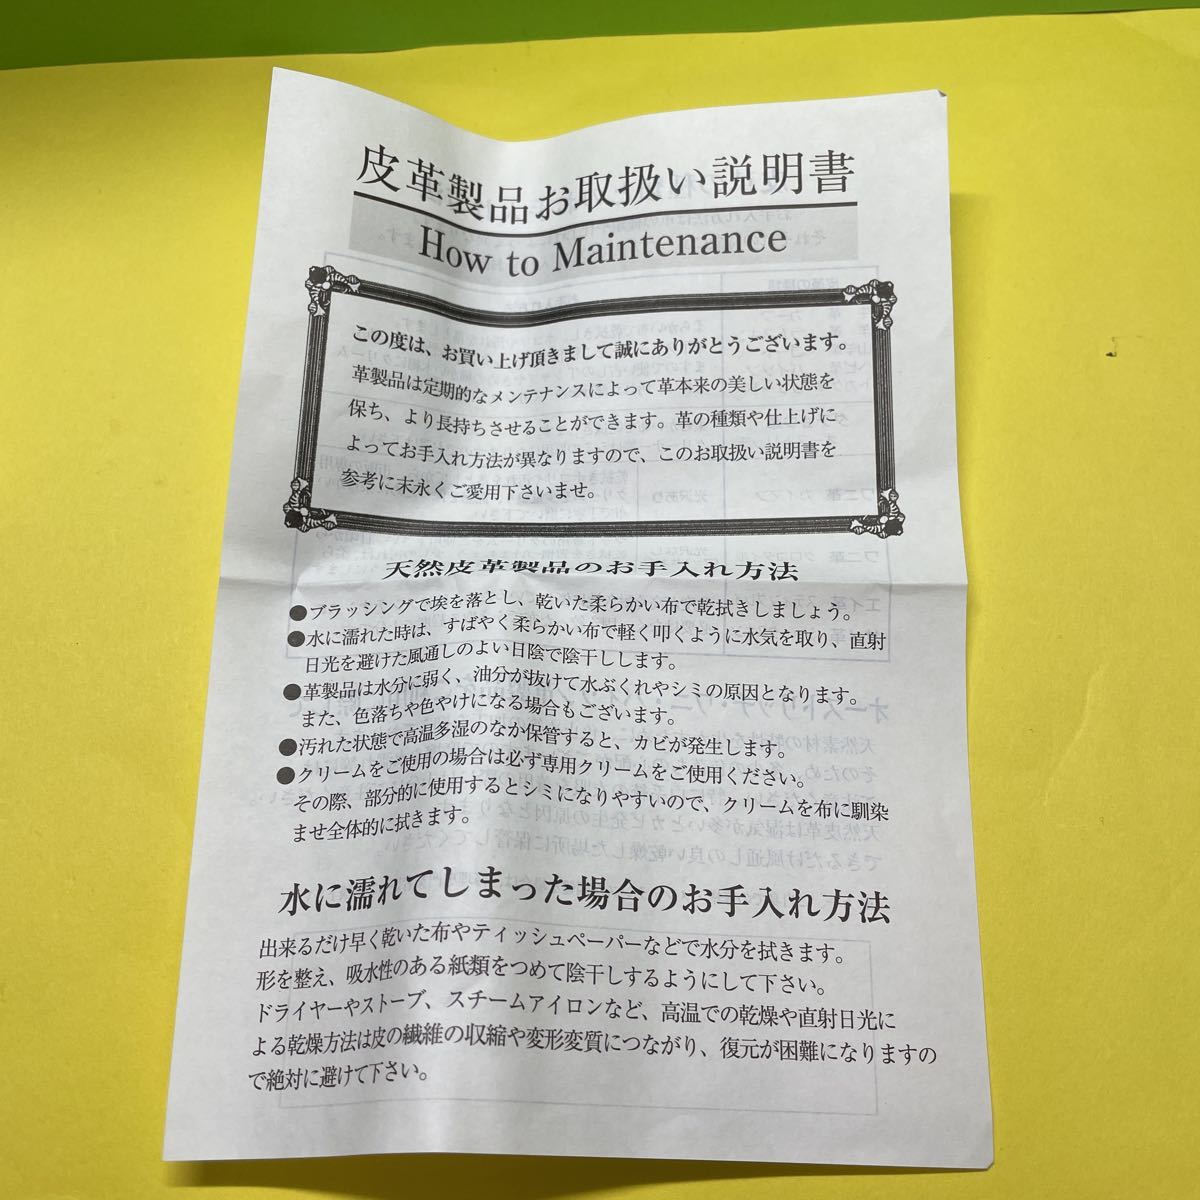 皮革製品お取扱い説明書
How to Maintenance
この度は、お買い上げ頂きまして誠にありがとうございます。
革製品は定期的なメンテナンスによって革本来の美しい状態を
保ち、より長持ちさせることができます。革の種類や仕上げに
よってお手入れ方法が異なりますので、このお取扱い説明書を
参考に末永くご愛用下さいませ。
天然皮革製品のお手入れ方法
●ブラッシングで埃を落とし、乾いた柔らかい布で乾拭きしましょう。
●水に濡れた時は、すばやく柔らかい布で軽く叩くように水気を取り、直射
日光を避けた風通しのよい日陰で陰干しします。
●革製品は水分に弱く、油分が抜けて水ぶくれやシミの原因となります。
また、色落ちや色やけになる場合もございます。
●汚れた状態で高温多湿のなか保管すると、カビが発生します。
●クリームをご使用の場合は必ず専用クリームをご使用ください。
その際、部分的に使用するとシミになりやすいので、クリームを布に馴染
ませ全体的に拭きます。
水に濡れてしまった場合のお手入れ方法
出来るだけ早く乾いた布やティッシュペーパーなどで水分を拭きます。
形を整え、吸水性のある紙類をつめて陰干しするようにして下さい。
ドライヤーやストーブ、スチームアイロンなど、高温での乾燥や直射日光に
よる乾燥方法は皮の繊維の収縮や変形変質につながり、復元が困難になりますの
で絶対に避けて下さい。